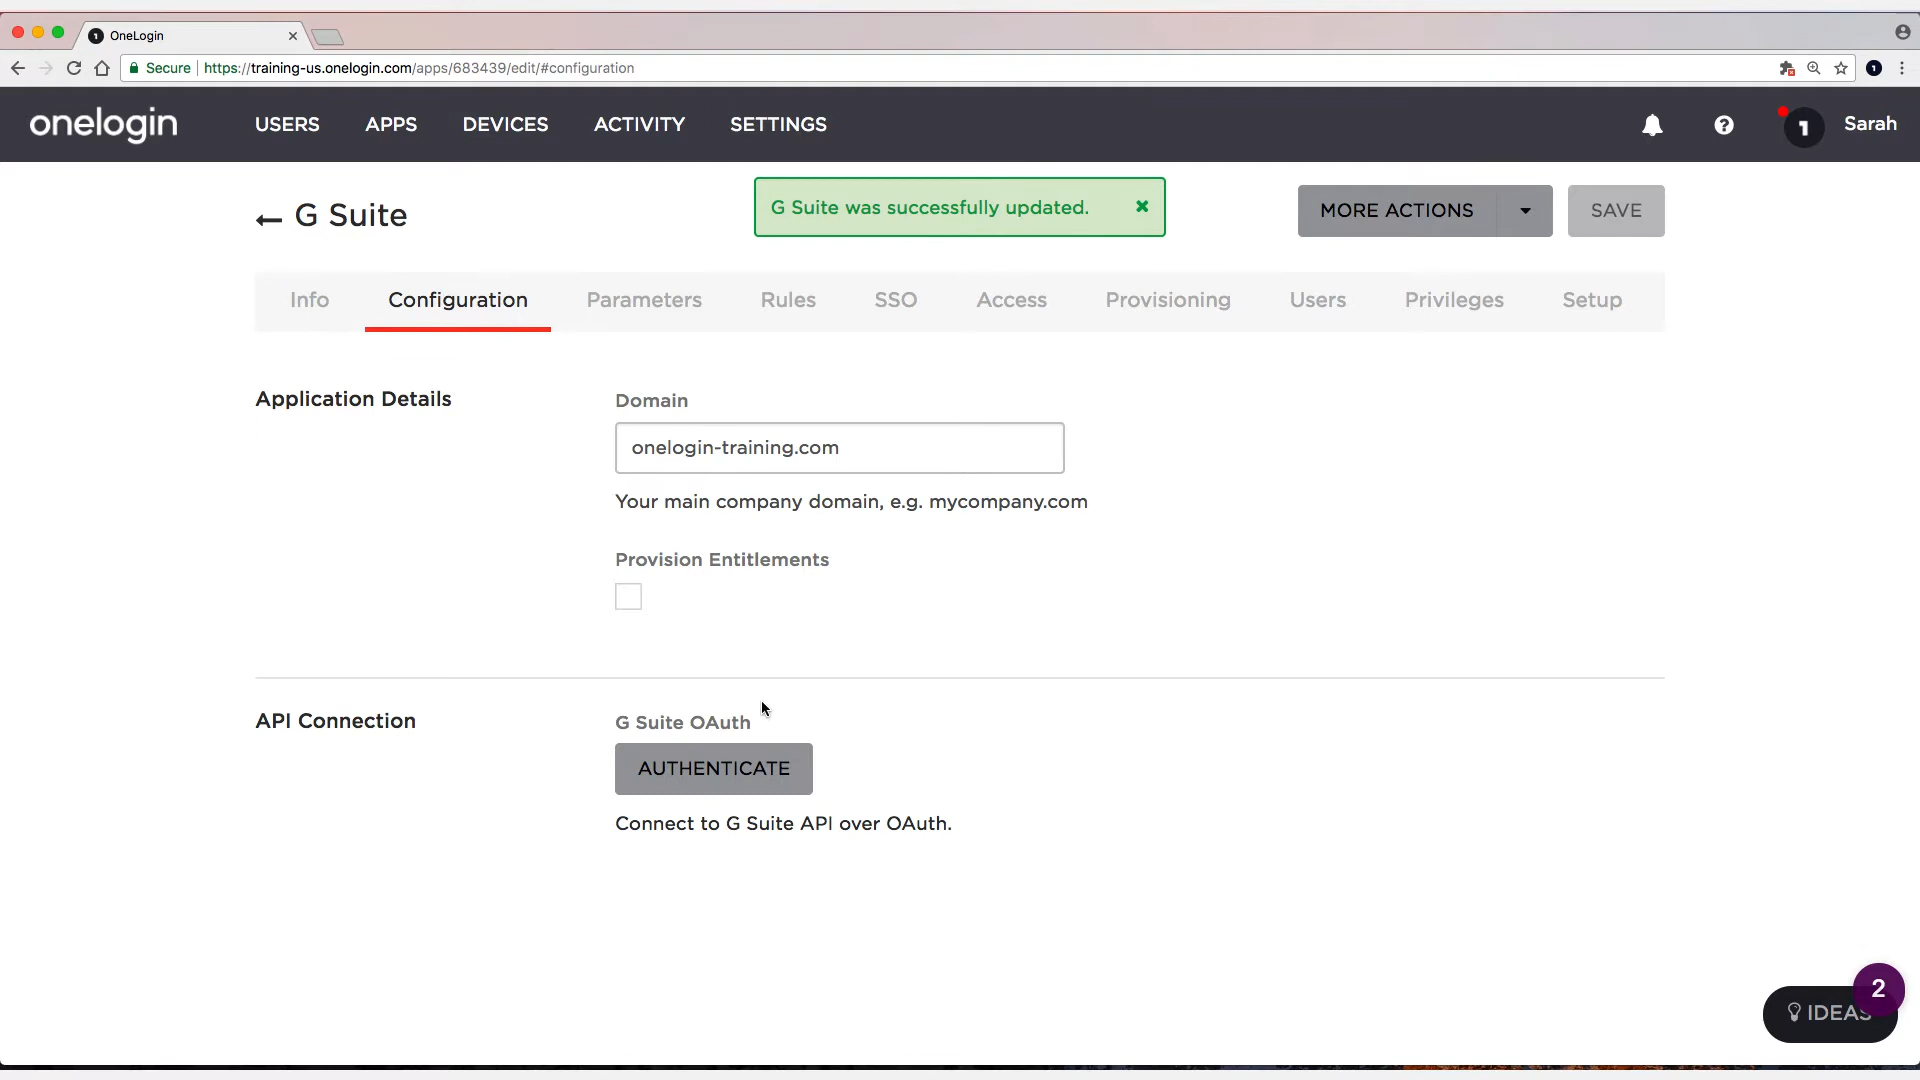 OneLogin
Secure https://training-us.onelogin.com/apps/683439/edit/#configuration
onelogin USERS APPS DEVICES ACTIVITY SETTINGS 1 Sarah
G Suite
G Suite was successfully updated.
MORE ACTIONS
SAVE
Info Configuration Parameters Rules SSO Access Provisioning Users Privileges Setup
Application Details
Domain
onelogin-training.com
Your main company domain, e.g. mycompany.com
Provision Entitlements
API Connection
G Suite OAuth
AUTHENTICATE
Connect to G Suite API over OAuth.
2
IDEAS